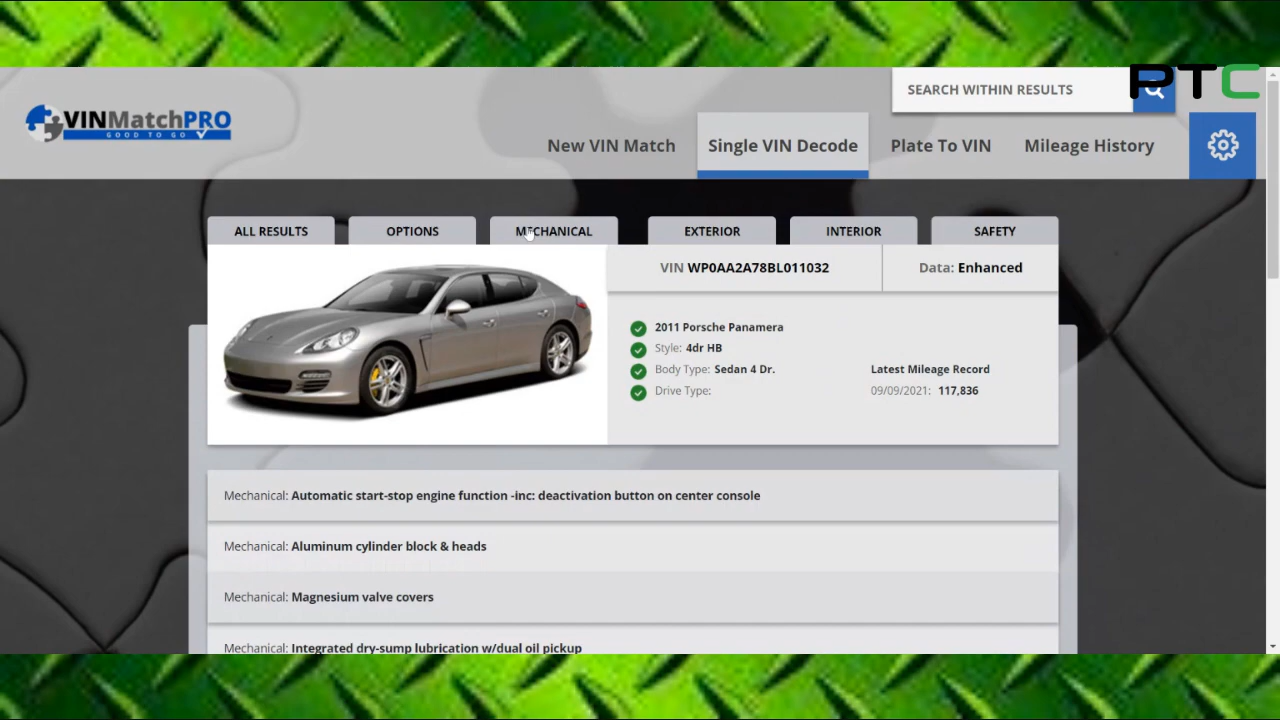 SEARCH WITHIN RESULTS
PTC
VINMatchPRO
GOOD TO GO
New VIN Match
Single VIN Decode
Plate To VIN
Mileage History
ALL RESULTS
OPTIONS
MECHANICAL
EXTERIOR
INTERIOR
SAFETY
VIN WP0AA2A78BL011032
Data: Enhanced
2011 Porsche Panamera
Style: 4dr HB
Body Type: Sedan 4 Dr.
Drive Type:
Latest Mileage Record
09/09/2021: 117,836
Mechanical: Automatic start-stop engine function -inc: deactivation button on center console
Mechanical: Aluminum cylinder block & heads
Mechanical: Magnesium valve covers
Mechanical: Integrated dry-sump lubrication w/dual oil pickup